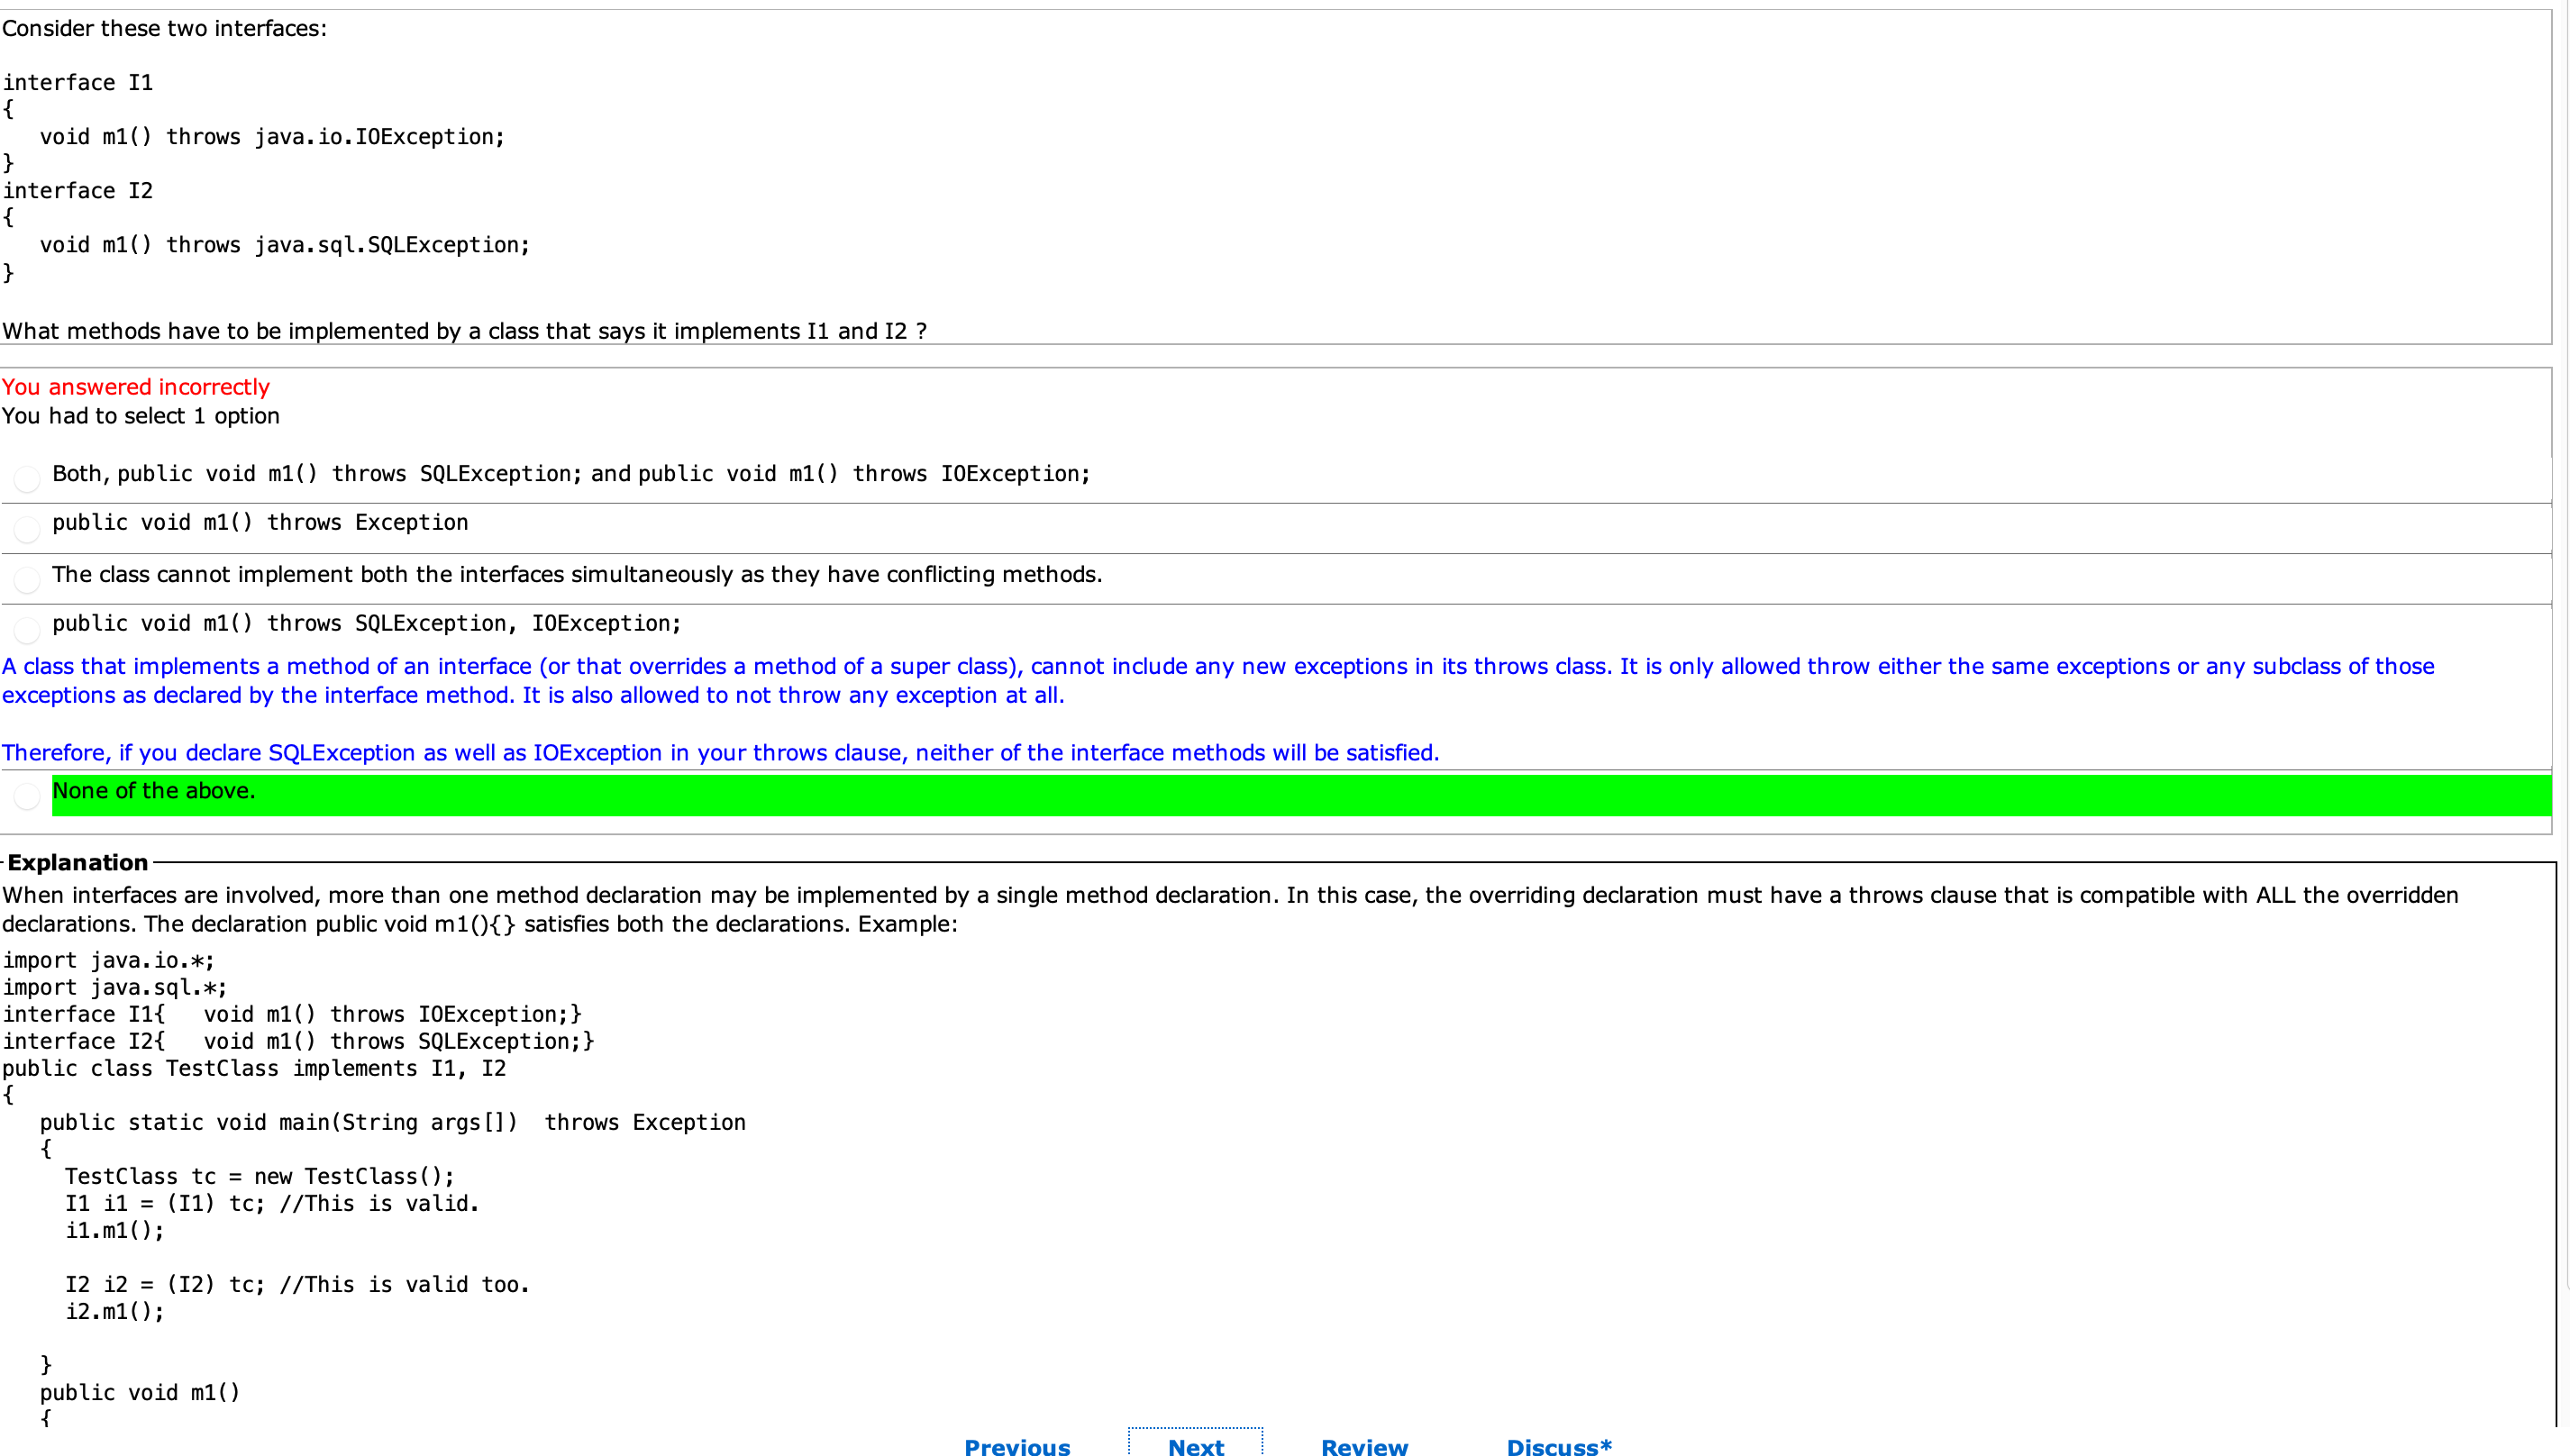 Consider these two interfaces:
interface I1
{
   void m1() throws java.io.IOException;
}
interface I2
{
   void m1() throws java.sql.SQLException;
}
What methods have to be implemented by a class that says it implements I1 and I2 ?
You answered incorrectly
You had to select 1 option
Both, public void m1() throws SQLException; and public void m1() throws IOException;
public void m1() throws Exception
The class cannot implement both the interfaces simultaneously as they have conflicting methods.
public void m1() throws SQLException, IOException;
A class that implements a method of an interface (or that overrides a method of a super class), cannot include any new exceptions in its throws class. It is only allowed throw either the same exceptions or any subclass of those
exceptions as declared by the interface method. It is also allowed to not throw any exception at all.
Therefore, if you declare SQLException as well as IOException in your throws clause, neither of the interface methods will be satisfied.
None of the above.
Explanation
When interfaces are involved, more than one method declaration may be implemented by a single method declaration. In this case, the overriding declaration must have a throws clause that is compatible with ALL the overridden
declarations. The declaration public void m1(){} satisfies both the declarations. Example:
import java.io.*;
import java.sql.*;
interface I1{   void m1() throws IOException;}
interface I2{   void m1() throws SQLException;}
public class TestClass implements I1, I2
{
   public static void main(String args[])  throws Exception
   {
     TestClass tc = new TestClass();
     I1 i1 = (I1) tc; //This is valid.
     i1.m1();
     I2 i2 = (I2) tc; //This is valid too.
     i2.m1();
   }
   public void m1()
   {
Previous Next Review Discuss*